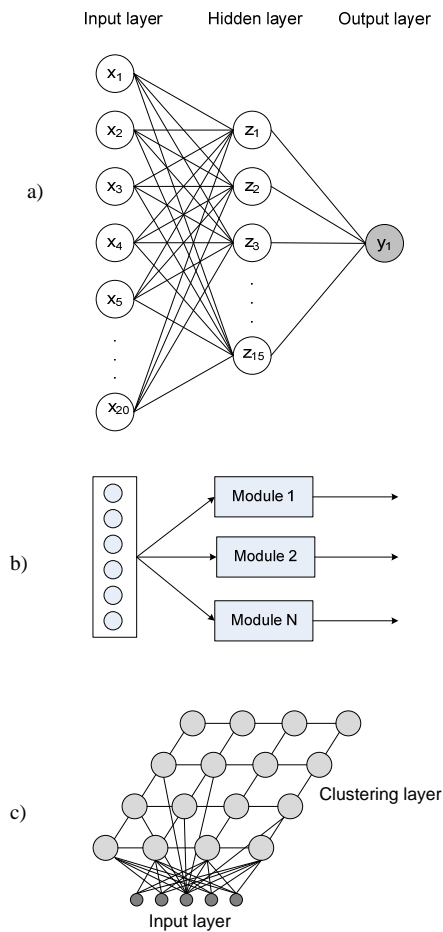 Input layer Hidden layer Output layer
a)
x1
x2
x3
x4
x5
.
.
.
.
x20
z1
z2
z3
.
.
.
.
z15
y1
b)
Module 1
Module 2
Module N
c)
Clustering layer
Input layer